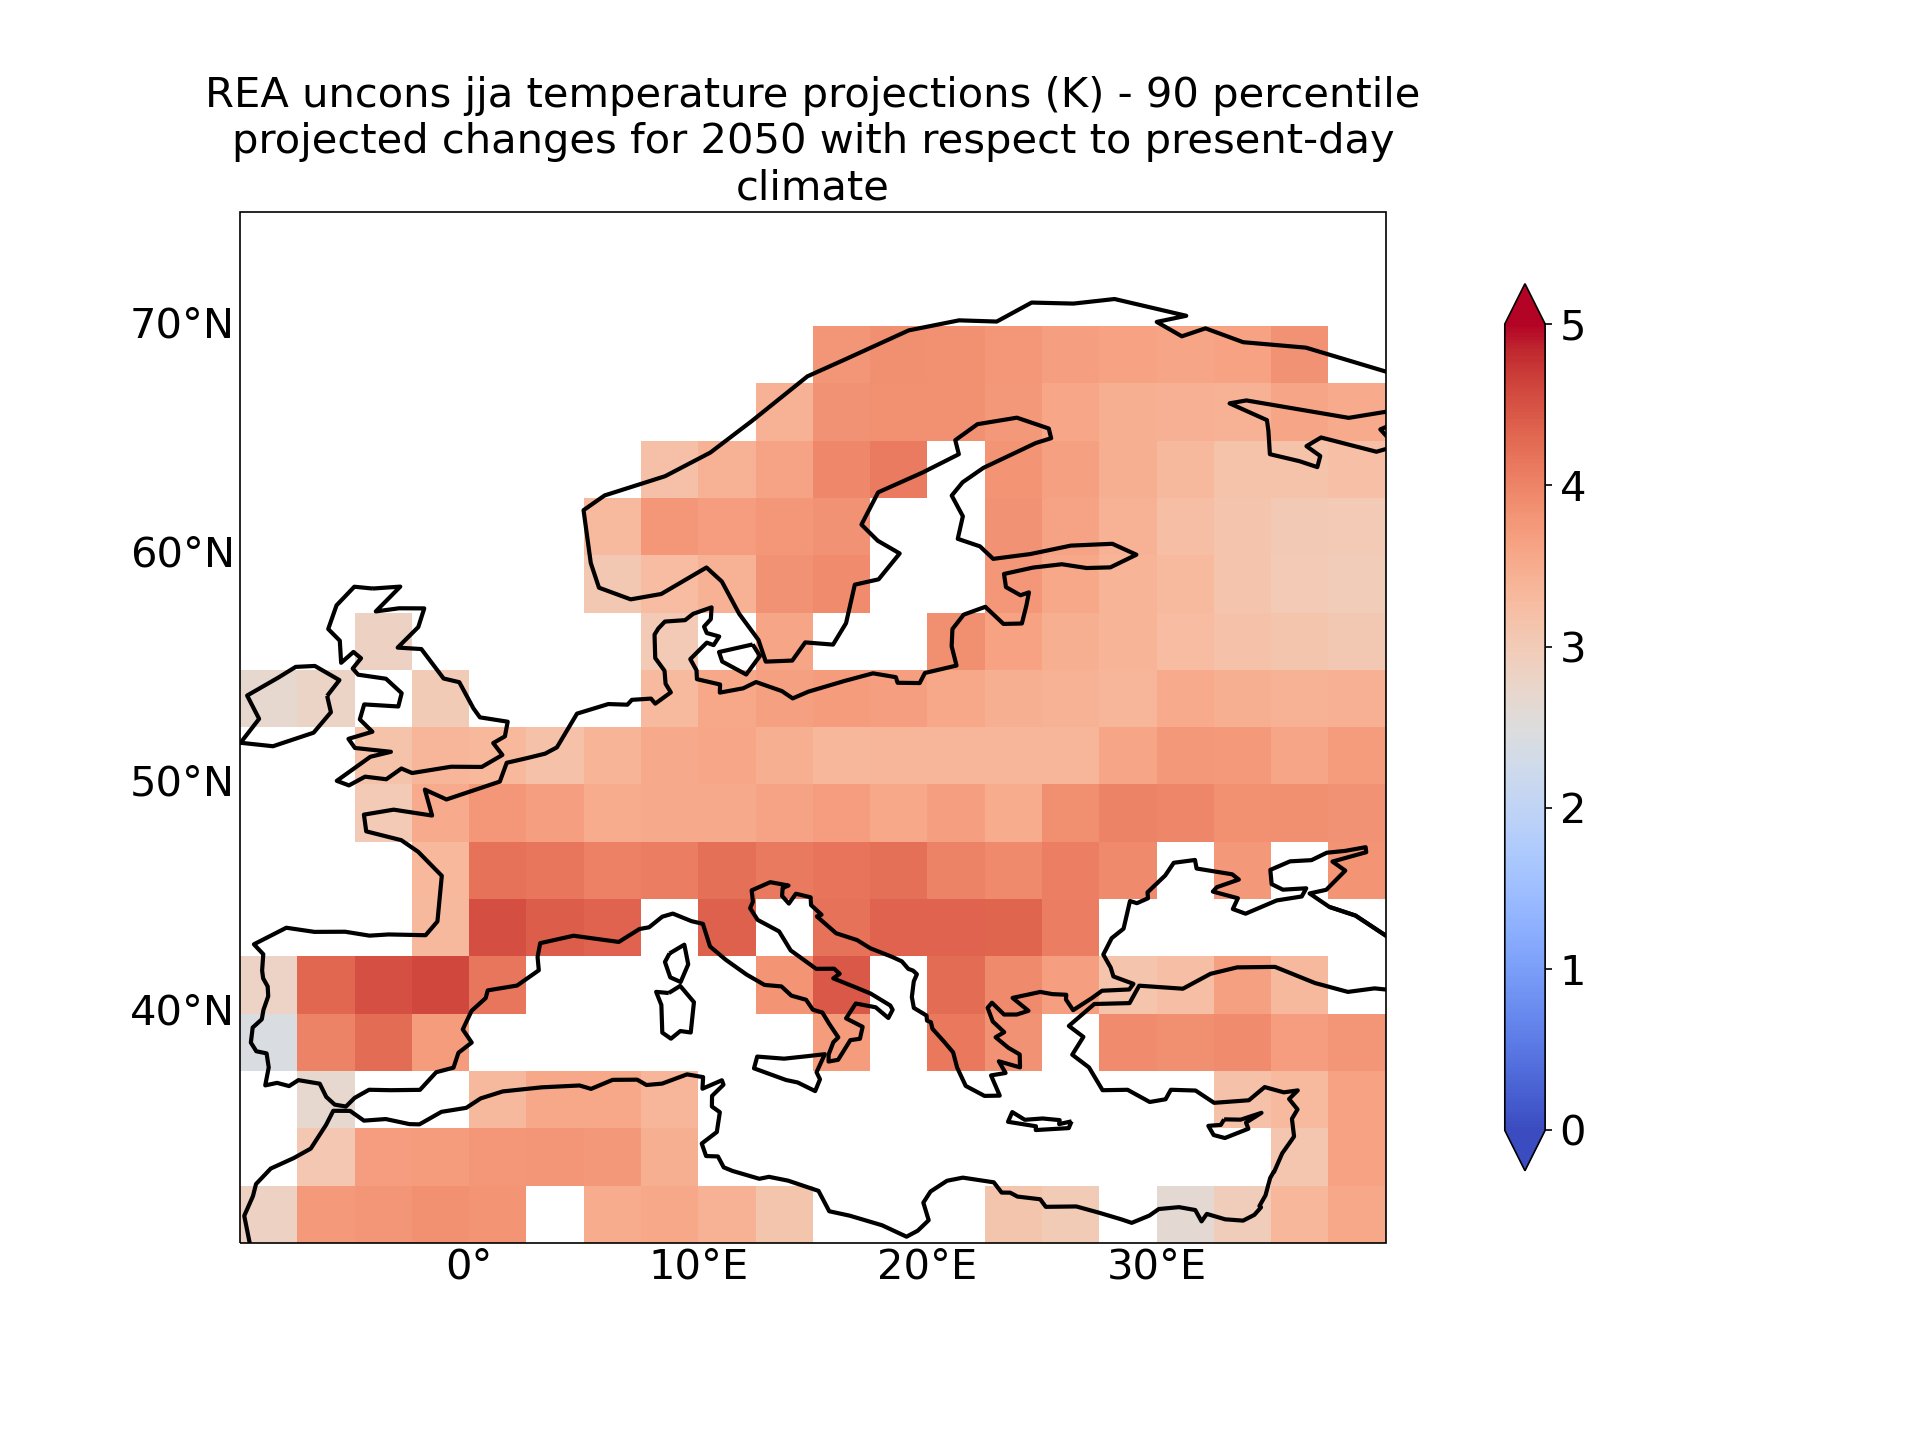 REA uncons jja temperature projections (K) - 90 percentile
projected changes for 2050 with respect to present-day
climate
70°N
60°N
50°N
40°N
0°
10°E
20°E
30°E
5
4
3
2
1
0